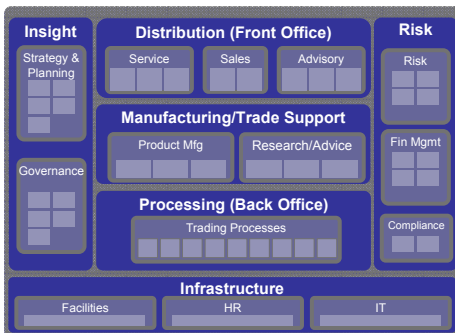 Insight
Strategy &
Planning
Governance
Distribution (Front Office)
Service
Sales
Advisory
Manufacturing/Trade Support
Product Mfg
Research/Advice
Processing (Back Office)
Trading Processes
Risk
Risk
Fin Mgmt
Compliance
Infrastructure
Facilities
HR
IT